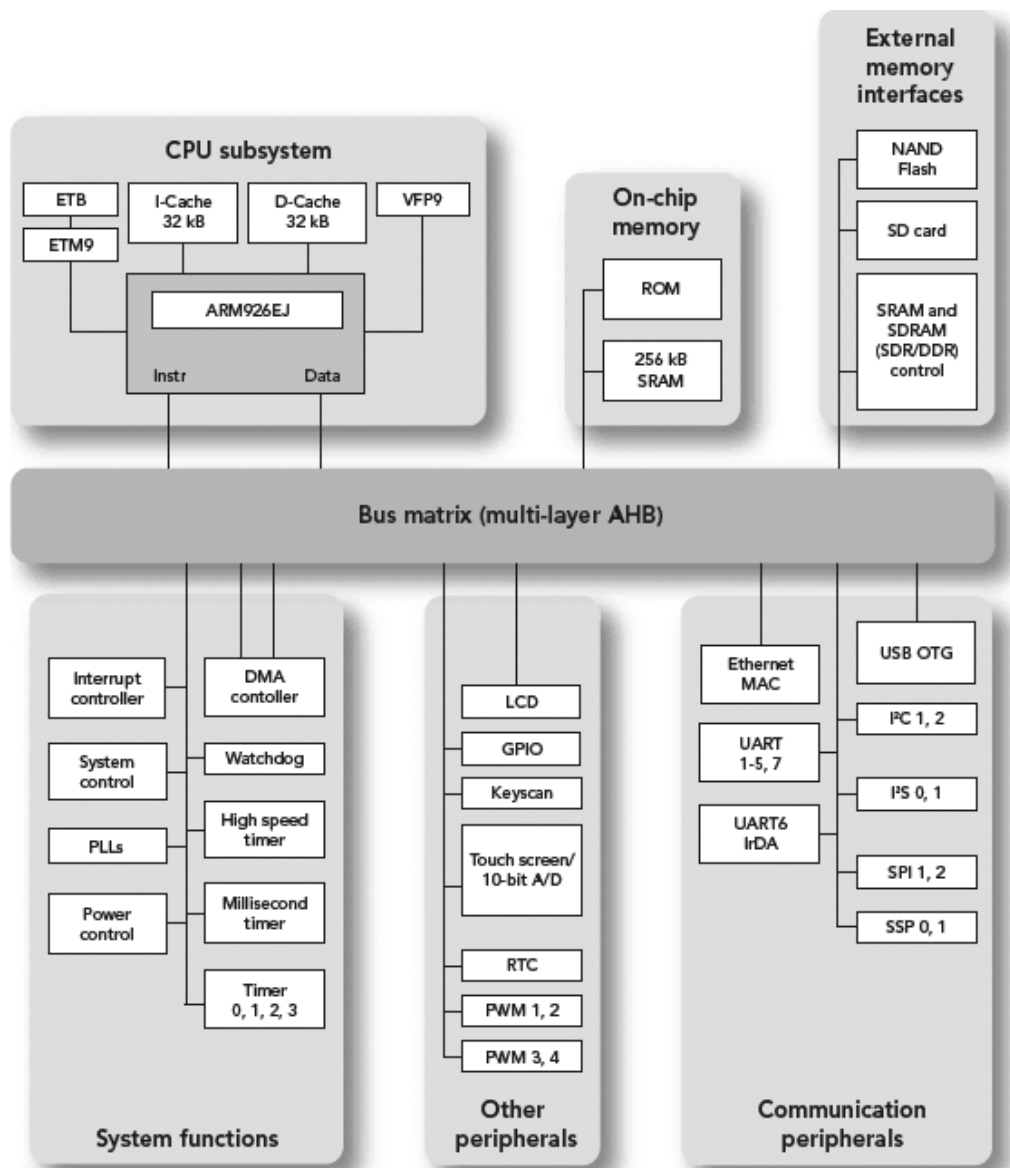 External
memory
interfaces
NAND
Flash
SD card
SRAM and
SDRAM
(SDR/DDR)
control
CPU subsystem
ETB
ETM9
I-Cache
32 kB
D-Cache
32 kB
VFP9
ARM926EJ
Instr
Data
On-chip
memory
ROM
256 kB
SRAM
Bus matrix (multi-layer AHB)
Interrupt
controller
System
control
PLLs
Power
control
DMA
contoller
Watchdog
High speed
timer
Millisecond
timer
Timer
0, 1, 2, 3
System functions
LCD
GPIO
Keyscan
Touch screen/
10-bit A/D
RTC
PWM 1, 2
PWM 3, 4
Other
peripherals
Ethernet
MAC
UART
1-5, 7
UART6
IrDA
USB OTG
I²C 1, 2
I²S 0, 1
SPI 1, 2
SSP 0, 1
Communication
peripherals